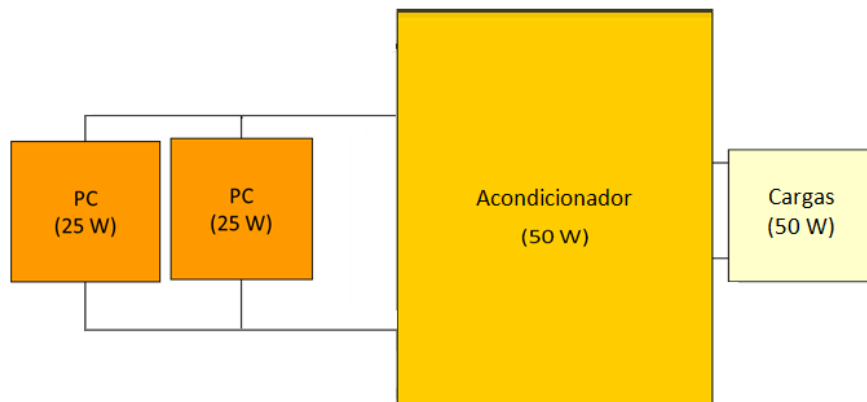 PC
(25 W)
PC
(25 W)
Acondicionador
(50 W)
Cargas
(50 W)